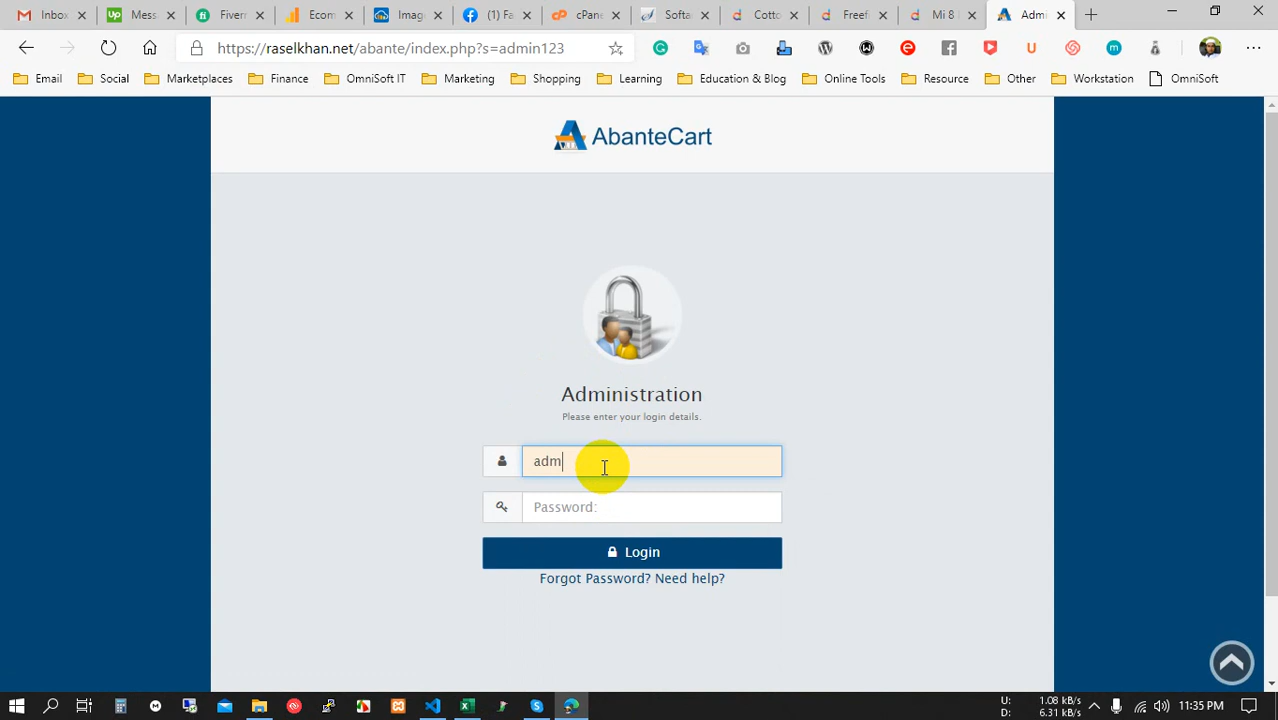 Inbox
Mess
Fiverr
Ecom
Imag
(1) Fa
cPane
Softa
Cotto
Freefi
Mi 8
Admi
https://raselkhan.net/abante/index.php?s=admin123
Email
Social
Marketplaces
Finance
OmniSoft IT
Marketing
Shopping
Learning
Education & Blog
Online Tools
Resource
Other
Workstation
OmniSoft
AbanteCart
Administration
Please enter your login details.
adm
Password:
Login
Forgot Password? Need help?
U: 1.08 kB/s
D: 6.31 kB/s
11:35 PM